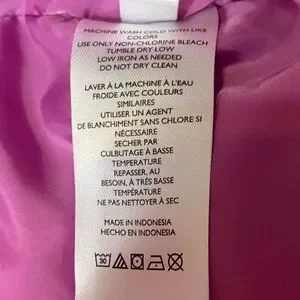 MACHINE WASH COLD WITH LIKE
COLORS
USE ONLY NON-CHLORINE BLEACH
TUMBLE DRY LOW
LOW IRON AS NEEDED
DO NOT DRY CLEAN
LAVER À LA MACHINE À L'EAU
FROIDE AVEC COULEURS
SIMILAIRES
UTILISER UN AGENT
DE BLANCHIMENT SANS CHLORE SI
NÉCESSAIRE
SÉCHER PAR
CULBUTAGE À BASSE
TEMPERATURE
REPASSER, AU
BESOIN, À TRÈS BASSE
TEMPÉRATURE
NE PAS NETTOYER À SEC
MADE IN INDONESIA
HECHO EN INDONESIA
30